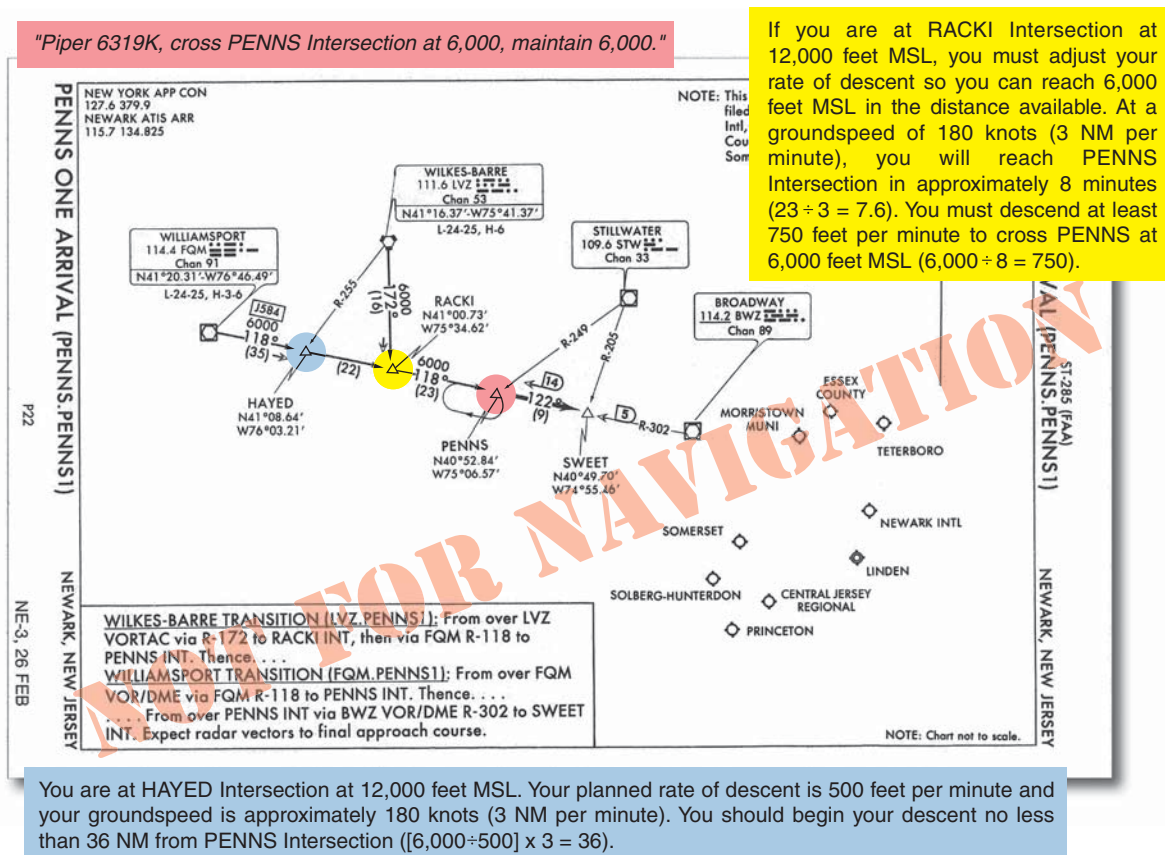 "Piper 6319K, cross PENNS Intersection at 6,000, maintain 6,000."
If you are at RACKI Intersection at
12,000 feet MSL, you must adjust your
rate of descent so you can reach 6,000
feet MSL in the distance available. At a
groundspeed of 180 knots (3 NM per
minute), you will reach PENNS
Intersection in approximately 8 minutes
(23 ÷ 3 = 7.6). You must descend at least
750 feet per minute to cross PENNS at
6,000 feet MSL (6,000 ÷ 8 = 750).
PENNS ONE ARRIVAL (PENNS.PENNS1)
P22
NEWARK, NEW JERSEY
NE-3, 26 FEB
NEW YORK APP CON
127.6 379.9
NEWARK ATIS ARR
115.7 134.825
NOTE: This
filed
Intl,
Cou
Som
WILKES-BARRE
111.6 LVZ
Chan 53
N41°16.37'-W75°41.37'
L-24-25, H-6
WILLIAMSPORT
114.4 FQM
Chan 91
N41°20.31'-W76°46.49'
L-24-25, H-3-6
STILLWATER
109.6 STW
Chan 33
BROADWAY
114.2 BWZ
Chan 89
J584
6000
118°
(35)
R-255
6000
172°
(16)
RACKI
N41°00.73'
W75°34.62'
(22)
6000
118°
(23)
R-249
R-205
14
122°
(9)
5
R-302
HAYED
N41°08.64'
W76°03.21'
PENNS
N40°52.84'
W75°06.57'
SWEET
N40°49.70'
W74°55.46'
ESSEX
COUNTY
MORRISTOWN
MUNI
TETERBORO
NEWARK INTL
SOMERSET
LINDEN
SOLBERG-HUNTERDON
CENTRAL JERSEY
REGIONAL
PRINCETON
VAL (PENNS.PENNS1)
ST-285 (FAA)
NEWARK, NEW JERSEY
NOT FOR NAVIGATION
WILKES-BARRE TRANSITION (LVZ.PENNS1): From over LVZ
VORTAC via R-172 to RACKI INT, then via FQM R-118 to
PENNS INT. Thence. . . .
WILLIAMSPORT TRANSITION (FQM.PENNS1): From over FQM
VOR/DME via FQM R-118 to PENNS INT. Thence. . . .
. . . . From over PENNS INT via BWZ VOR/DME R-302 to SWEET
INT. Expect radar vectors to final approach course.
NOTE: Chart not to scale.
You are at HAYED Intersection at 12,000 feet MSL. Your planned rate of descent is 500 feet per minute and
your groundspeed is approximately 180 knots (3 NM per minute). You should begin your descent no less
than 36 NM from PENNS Intersection ([6,000÷500] x 3 = 36).